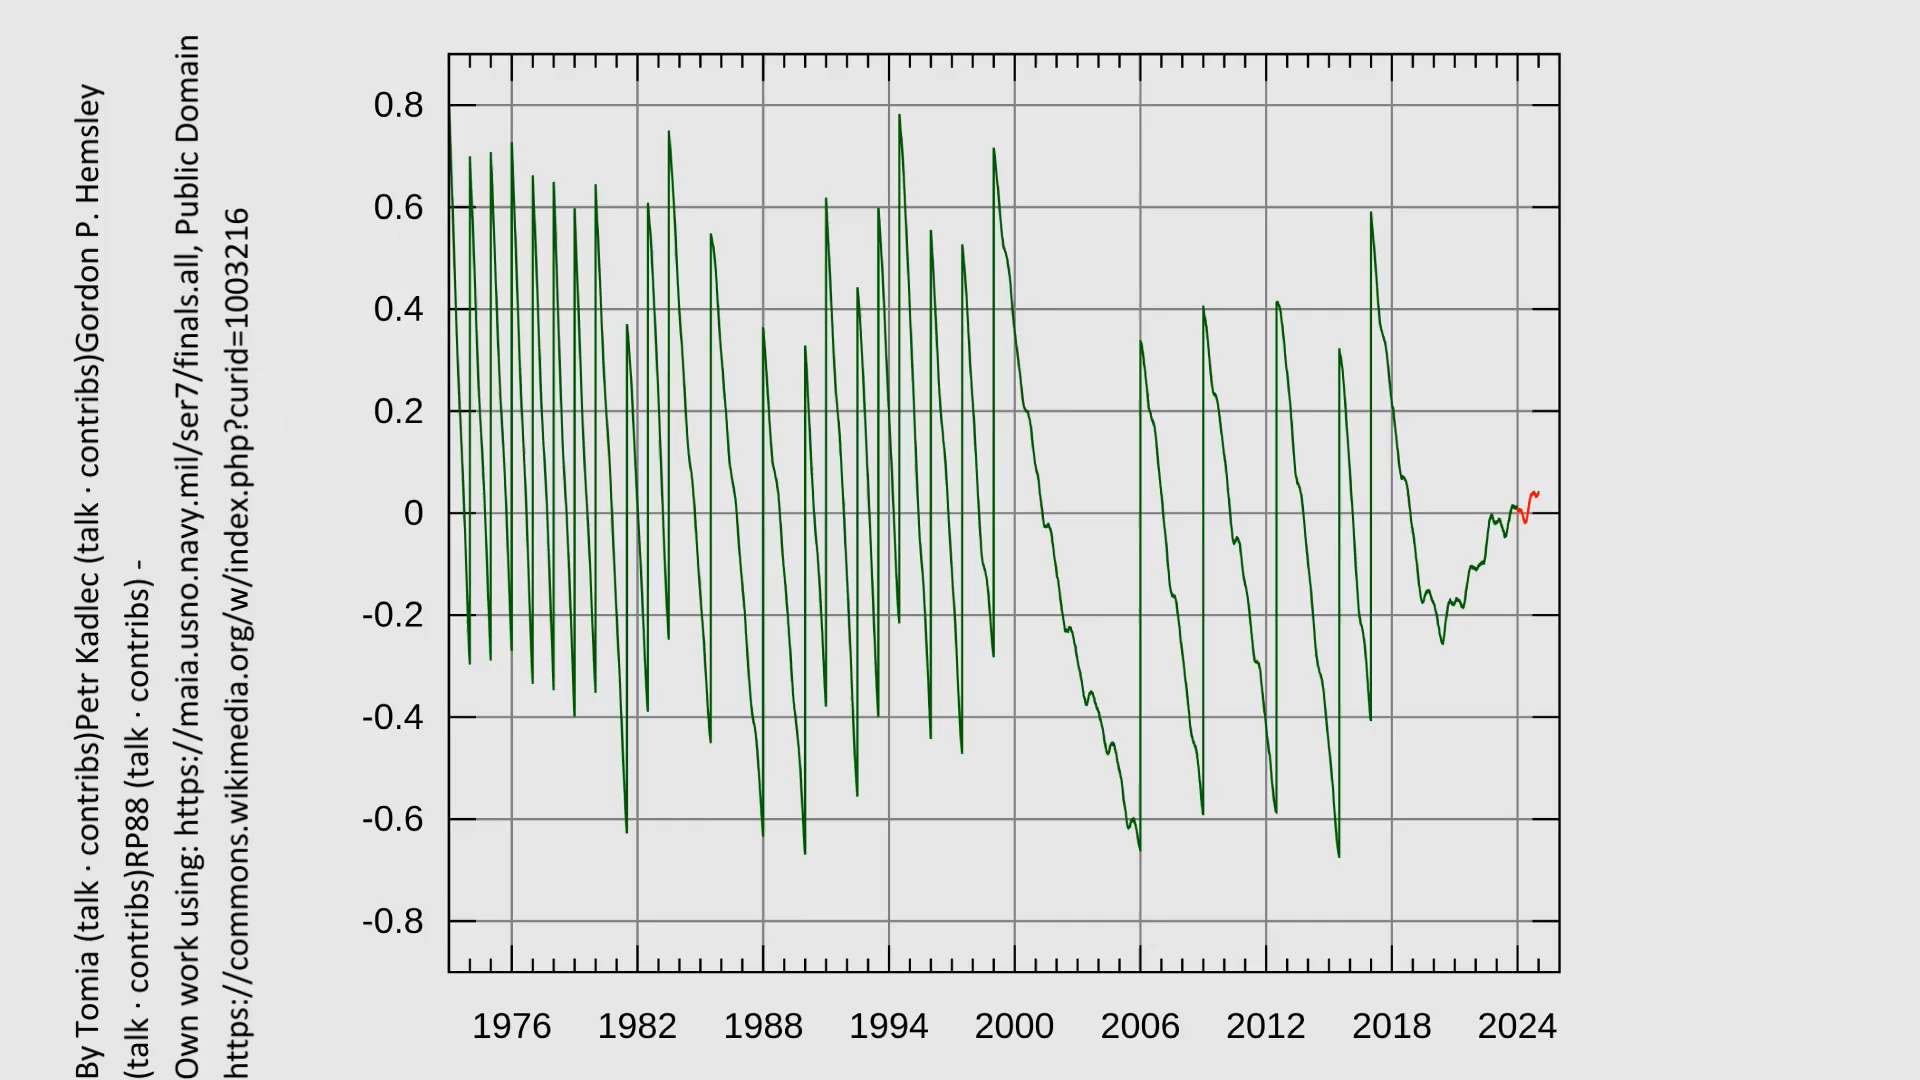 By Tomia (talk · contribs)Petr Kadlec (talk · contribs)Gordon P. Hemsley
(talk · contribs)RP88 (talk · contribs) -
Own work using: https://maia.usno.navy.mil/ser7/finals.all, Public Domain
https://commons.wikimedia.org/w/index.php?curid=1003216
0.8
0.6
0.4
0.2
0
-0.2
-0.4
-0.6
-0.8
1976 1982 1988 1994 2000 2006 2012 2018 2024